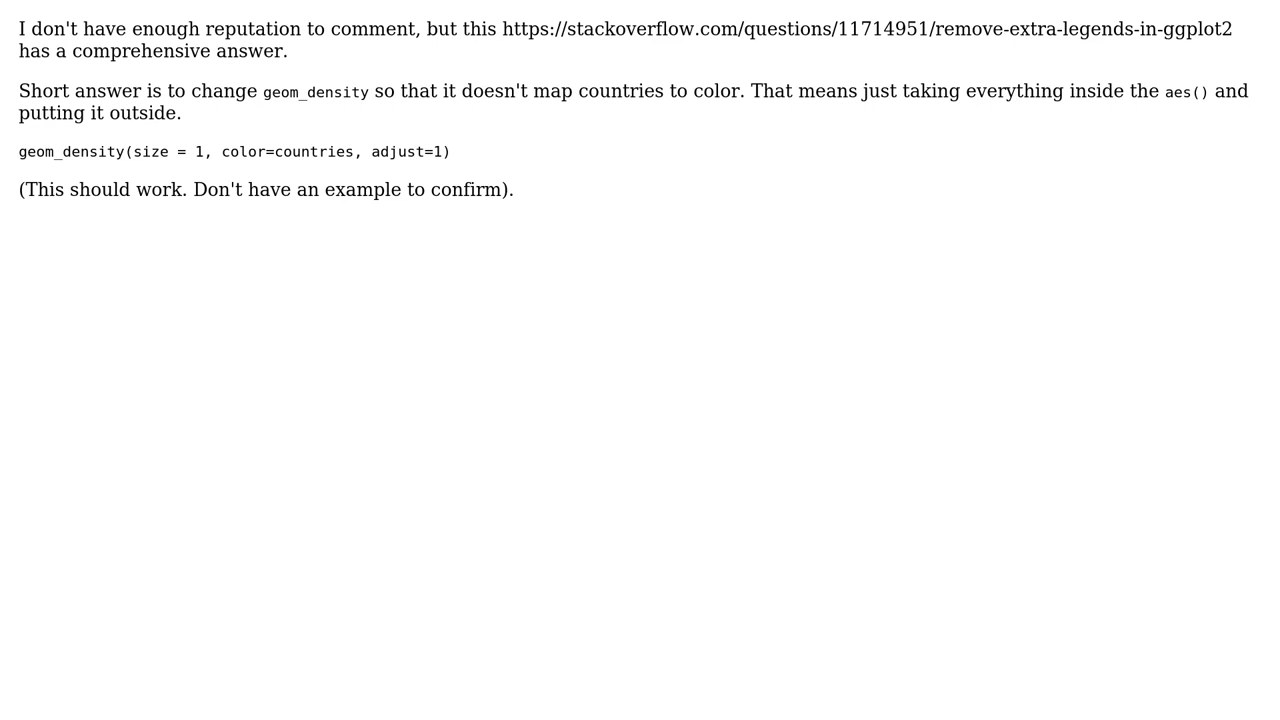 I don't have enough reputation to comment, but this https://stackoverflow.com/questions/11714951/remove-extra-legends-in-ggplot2
has a comprehensive answer.
Short answer is to change geom_density so that it doesn't map countries to color. That means just taking everything inside the aes() and
putting it outside.
geom_density(size = 1, color=countries, adjust=1)
(This should work. Don't have an example to confirm).